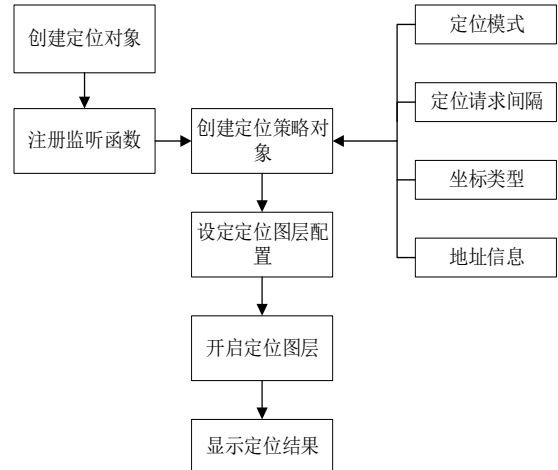 创建定位对象
注册监听函数
创建定位策略对
象
设定定位图层配
置
开启定位图层
显示定位结果
定位模式
定位请求间隔
坐标类型
地址信息